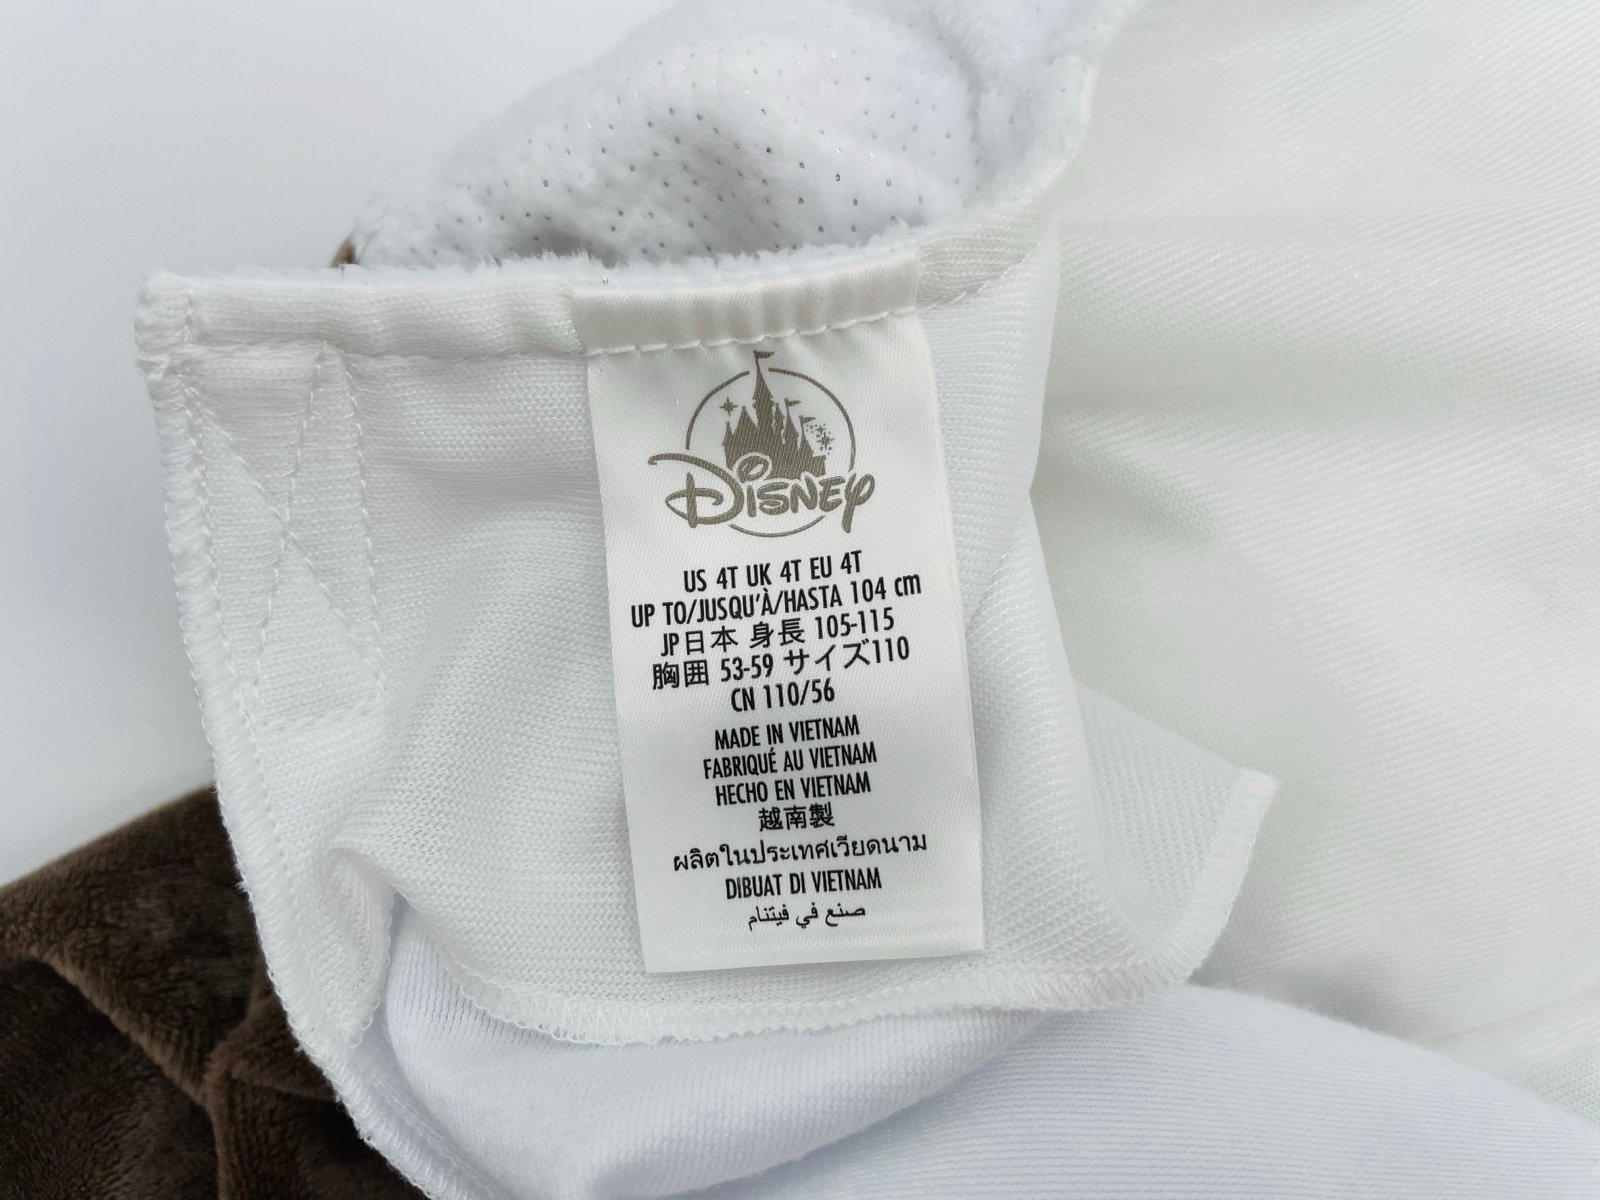 DISNEY
US 4T UK 4T EU 4T
UP TO/JUSQU'À/HASTA 104 cm
JP日本 身長 105-115
胸囲 53-59 サイズ110
CN 110/56
MADE IN VIETNAM
FABRIQUÉ AU VIETNAM
HECHO EN VIETNAM
越南製
ผลิตในประเทศเวียดนาม
DIBUAT DI VIETNAM
صنع في فيتنام